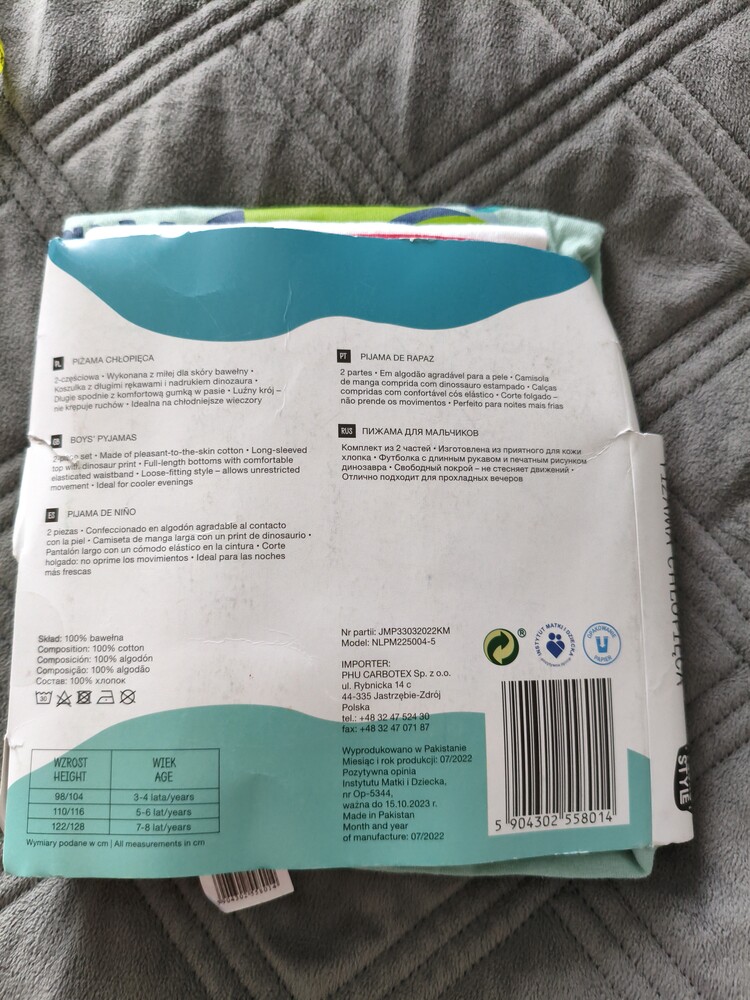 PL PIŻAMA CHŁOPIĘCA
2-częściowa • Wykonana z miłej dla skóry bawełny •
Koszulka z długimi rękawami i nadrukiem dinozaura •
Długie spodnie z komfortową gumką w pasie • Luźny krój –
nie krępuje ruchów • Idealna na chłodniejsze wieczory
BOYS' PYJAMAS
2-piece set • Made of pleasant-to-the-skin cotton • Long-sleeved
top with dinosaur print • Full-length bottoms with comfortable
elasticated waistband • Loose-fitting style – allows unrestricted
movement • Ideal for cooler evenings
ES PIJAMA DE NIÑO
2 piezas • Confeccionado en algodón agradable al contacto
con la piel • Camiseta de manga larga con un print de dinosaurio •
Pantalón largo con un cómodo elástico en la cintura • Corte
holgado: no oprime los movimientos • Ideal para las noches
más frescas
PT PIJAMA DE RAPAZ
2 partes • Em algodão agradável para a pele • Camisola
de manga comprida com dinossauro estampado • Calças
compridas com confortável cós elástico • Corte folgado –
não prende os movimentos • Perfeito para noites mais frias
RUS ПИЖАМА ДЛЯ МАЛЬЧИКОВ
Комплект из 2 частей • Изготовлена из приятного для кожи
хлопка • Футболка с длинным рукавом и печатным рисунком
динозавра • Свободный покрой – не стесняет движений •
Отлично подходит для прохладных вечеров
Skład: 100% bawełna
Composition: 100% cotton
Composición: 100% algodón
Composição: 100% algodão
Состав: 100% хлопок
30
WZROST HEIGHT WIEK AGE
98/104 3-4 lata/years
110/116 5-6 lat/years
122/128 7-8 lat/years
Wymiary podane w cm | All measurements in cm
Nr partii: JMP33032022KM
Model: NLPM225004-5
IMPORTER:
PHU CARBOTEX Sp. z o.o.
ul. Rybnicka 14 c
44-335 Jastrzębie-Zdrój
Polska
tel.: +48 32 47 524 30
fax: +48 32 47 071 87
Wyprodukowano w Pakistanie
Miesiąc i rok produkcji: 07/2022
Pozytywna opinia
Instytutu Matki i Dziecka,
nr Op-5344,
ważna do 15.10.2023 r.
Made in Pakistan
Month and year
of manufacture: 07/2022
®
INSTYTUT MATKI I DZIECKA
OPAKOWANIE
PAPIER
5 904302 558014
PIŻAMA CHŁOPIĘCA
STYLE